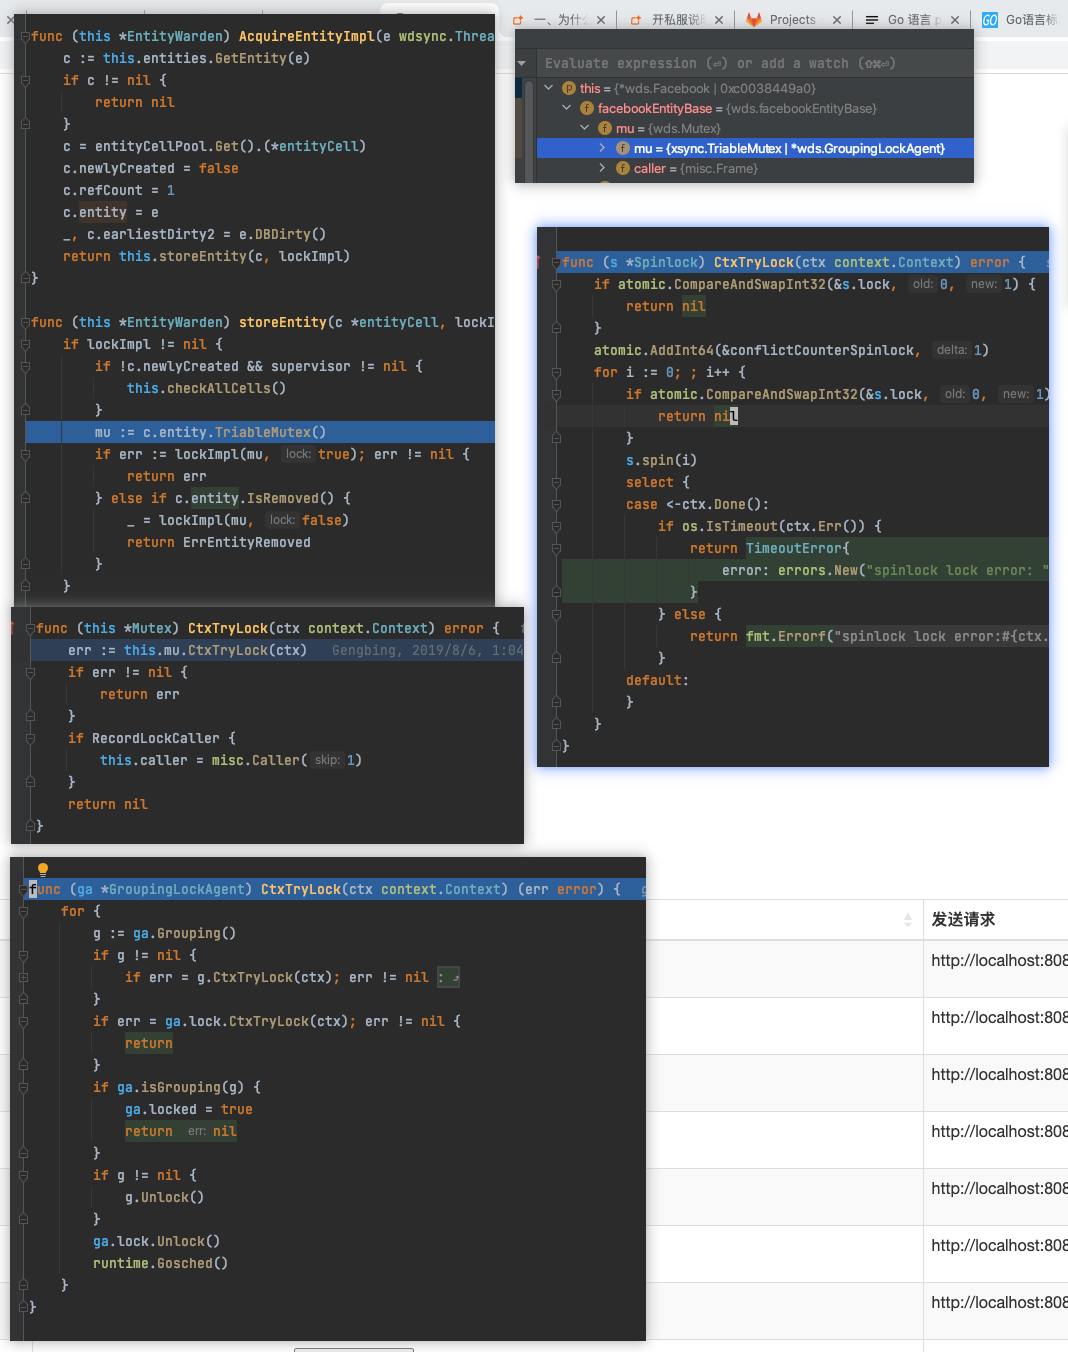 func (this *EntityWarden) AcquireEntityImpl(e wdsync.Threa
c := this.entities.GetEntity(e)
if c != nil {
return nil
}
c = entityCellPool.Get().(*entityCell)
c.newlyCreated = false
c.refCount = 1
c.entity = e
_, c.earliestDirty2 = e.DBDirty()
return this.storeEntity(c, lockImpl)
}
func (this *EntityWarden) storeEntity(c *entityCell, lockI
if lockImpl != nil {
if !c.newlyCreated && supervisor != nil {
this.checkAllCells()
}
mu := c.entity.TriableMutex()
if err := lockImpl(mu, lock: true); err != nil {
return err
} else if c.entity.IsRemoved() {
_ = lockImpl(mu, lock: false)
return ErrEntityRemoved
}
}
func (this *Mutex) CtxTryLock(ctx context.Context) error {
err := this.mu.CtxTryLock(ctx) Gengbing, 2019/8/6, 1:04
if err != nil {
return err
}
if RecordLockCaller {
this.caller = misc.Caller( skip: 1)
}
return nil
}
func (ga *GroupingLockAgent) CtxTryLock(ctx context.Context) (err error) {
for {
g := ga.Grouping()
if g != nil {
if err = g.CtxTryLock(ctx); err != nil :
}
if err = ga.lock.CtxTryLock(ctx); err != nil {
return
}
if ga.isGrouping(g) {
ga.locked = true
return err: nil
}
if g != nil {
g.Unlock()
}
ga.lock.Unlock()
runtime.Gosched()
}
}
一、为什么
开私服说明
Projects
Go 语言 p
GO Go语言标
Evaluate expression (⏎) or add a watch (⇧⌘⏎)
this = {*wds.Facebook | 0xc0038449a0}
facebookEntityBase = {wds.facebookEntityBase}
mu = {wds.Mutex}
mu = {xsync.TriableMutex | *wds.GroupingLockAgent}
caller = {misc.Frame}
func (s *Spinlock) CtxTryLock(ctx context.Context) error {
if atomic.CompareAndSwapInt32(&s.lock, old: 0, new: 1) {
return nil
}
atomic.AddInt64(&conflictCounterSpinlock, delta: 1)
for i := 0; ; i++ {
if atomic.CompareAndSwapInt32(&s.lock, old: 0, new: 1)
return nil
}
s.spin(i)
select {
case <-ctx.Done():
if os.IsTimeout(ctx.Err()) {
return TimeoutError{
error: errors.New("spinlock lock error: "
}
} else {
return fmt.Errorf("spinlock lock error:#{ctx.
}
default:
}
}
}
发送请求
http://localhost:808
http://localhost:808
http://localhost:808
http://localhost:808
http://localhost:808
http://localhost:808
http://localhost:808